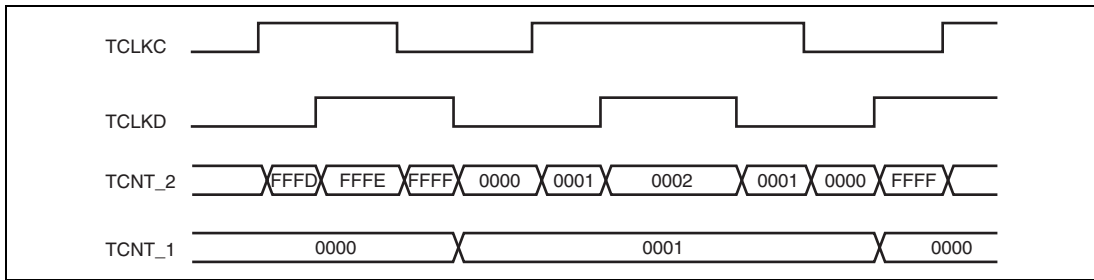 TCLKC
TCLKD
TCNT_2 FFFD FFFE FFFF 0000 0001 0002 0001 0000 FFFF
TCNT_1 0000 0001 0000